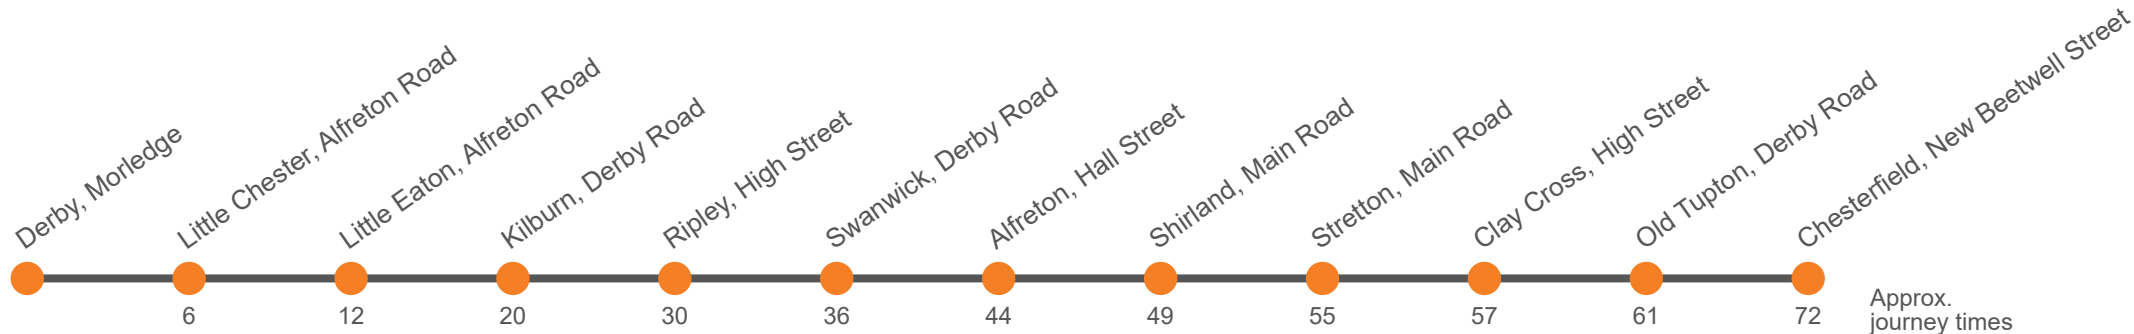 Derby, Morledge
Little Chester, Alfreton Road
Little Eaton, Alfreton Road
Kilburn, Derby Road
Ripley, High Street
Swanwick, Derby Road
Alfreton, Hall Street
Shirland, Main Road
Stretton, Main Road
Clay Cross, High Street
Old Tupton, Derby Road
Chesterfield, New Beetwell Street
6 12 20 30 36 44 49 55 57 61 72
Approx.
journey times